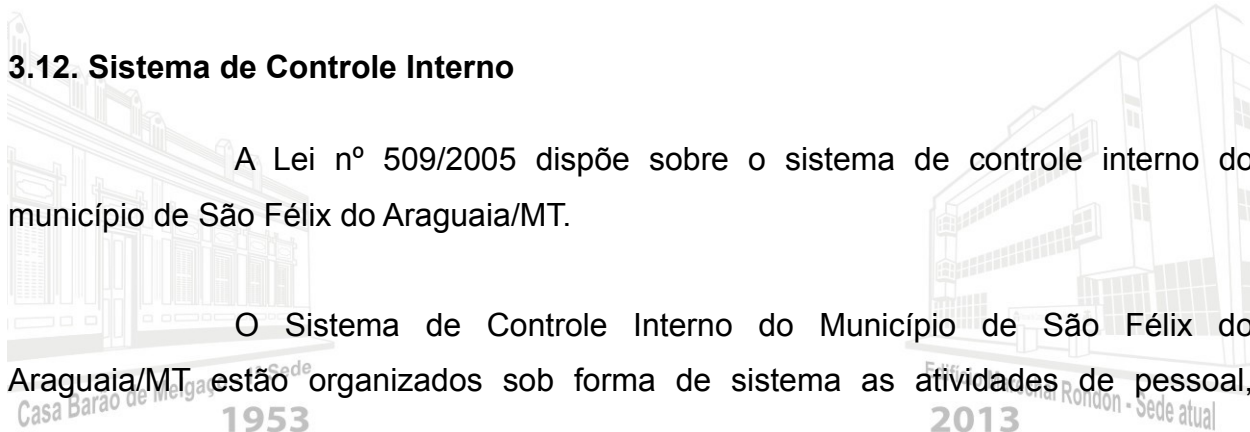 3.12. Sistema de Controle Interno
A Lei nº 509/2005 dispõe sobre o sistema de controle interno do
município de São Félix do Araguaia/MT.
O Sistema de Controle Interno do Município de São Félix do
Araguaia/MT estão organizados sob forma de sistema as atividades de pessoal,
Casa Barão de Melgaço Sede
1953
Rondon - Sede atual
2013